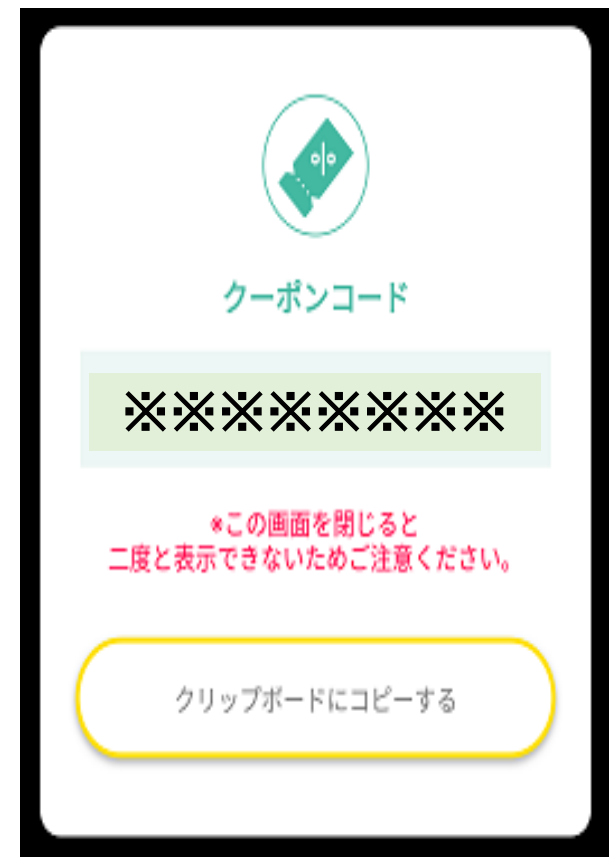 クーポンコード
※※※※※※※※
※この画面を閉じると
二度と表示できないためご注意ください。
クリップボードにコピーする